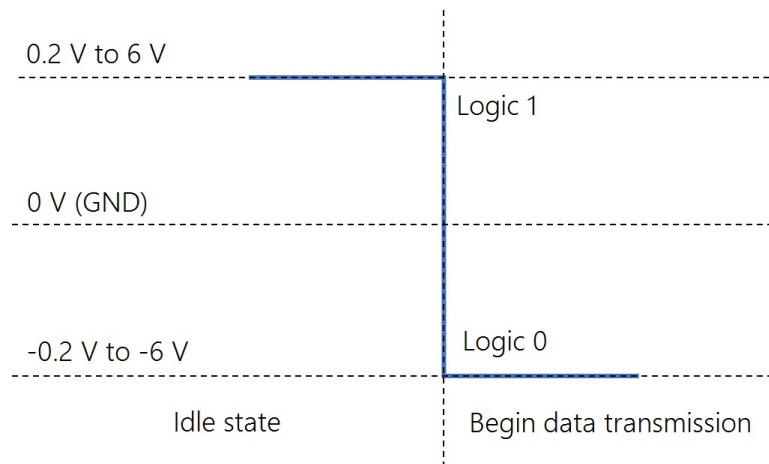 0.2 V to 6 V
Logic 1
0 V (GND)
Logic 0
-0.2 V to -6 V
Idle state
Begin data transmission